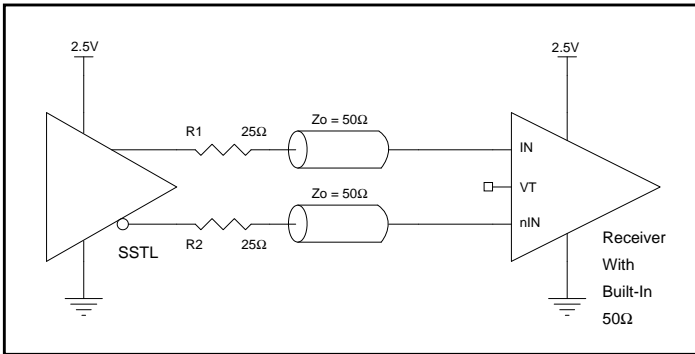 2.5V
2.5V
Zo = 50Ω
R1 25Ω
IN
VT
Zo = 50Ω
nIN
R2 25Ω
SSTL
Receiver
With
Built-In
50Ω